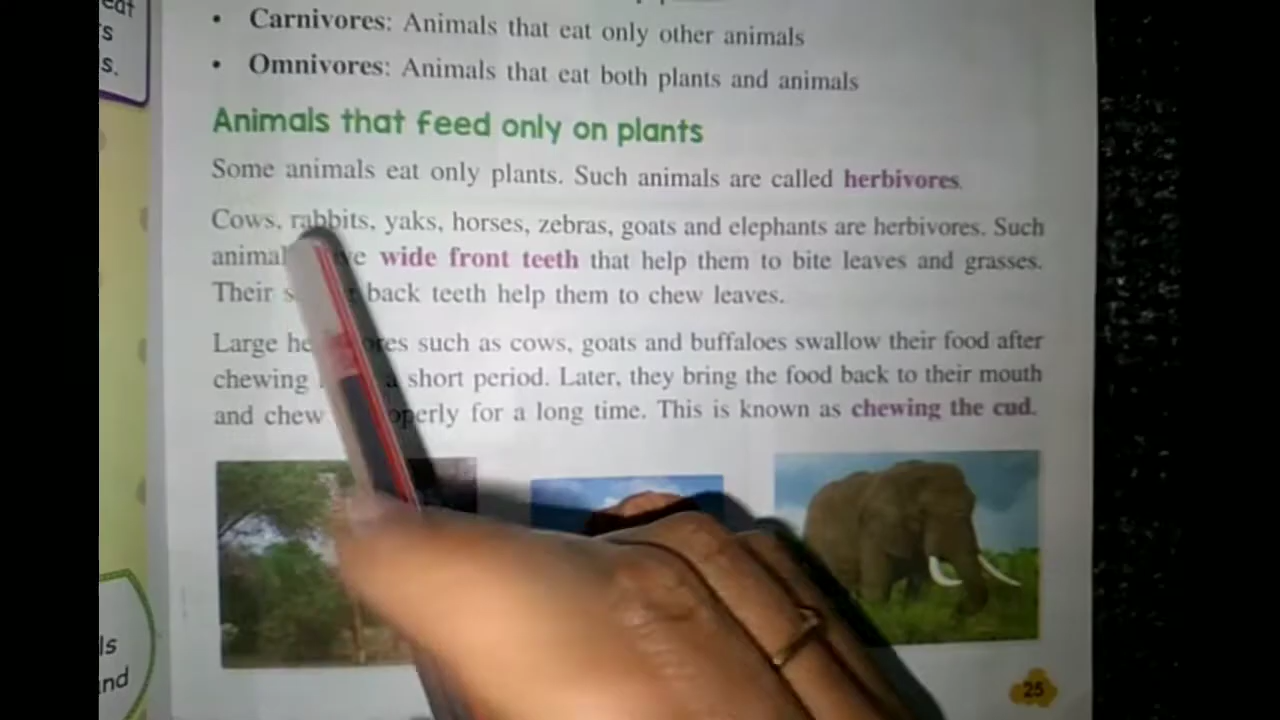 eat
s
s.
• Carnivores: Animals that eat only other animals
• Omnivores: Animals that eat both plants and animals
Animals that feed only on plants
Some animals eat only plants. Such animals are called herbivores.
Cows, rabbits, yaks, horses, zebras, goats and elephants are herbivores. Such
wide front teeth that help them to bite leaves and grasses.
Their back teeth help them to chew leaves.
Large such as cows, goats and buffaloes swallow their food after
chewing short period. Later, they bring the food back to their mouth
and chew for a long time. This is known as chewing the cud.
ls
nd
25